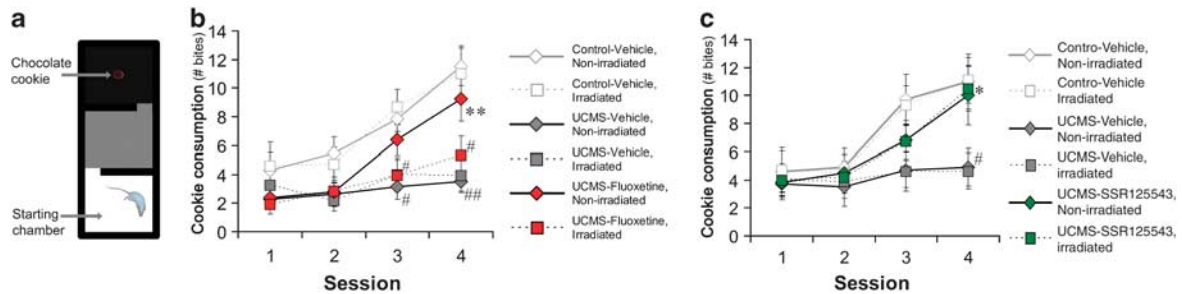 a
Chocolate
cookie
Starting
chamber
b
Cookie consumption (# bites)
14
12
10
8
6
4
2
0
**
#
#
#
##
1 2 3 4
Session
Control-Vehicle,
Non-irradiated
Control-Vehicle,
Irradiated
UCMS-Vehicle,
Non-irradiated
UCMS-Vehicle,
Irradiated
UCMS-Fluoxetine,
Non-irradiated
UCMS-Fluoxetine,
Irradiated
c
Cookie consumption (# bites)
14
12
10
8
6
4
2
0
*
#
1 2 3 4
Session
Contro-Vehicle,
Non-irradiated
Contro-Vehicle
Irradiated
UCMS-Vehicle,
Non-irradiated
UCMS-Vehicle,
irradiated
UCMS-SSR125543,
Non-irradiated
UCMS-SSR125543,
irradiated